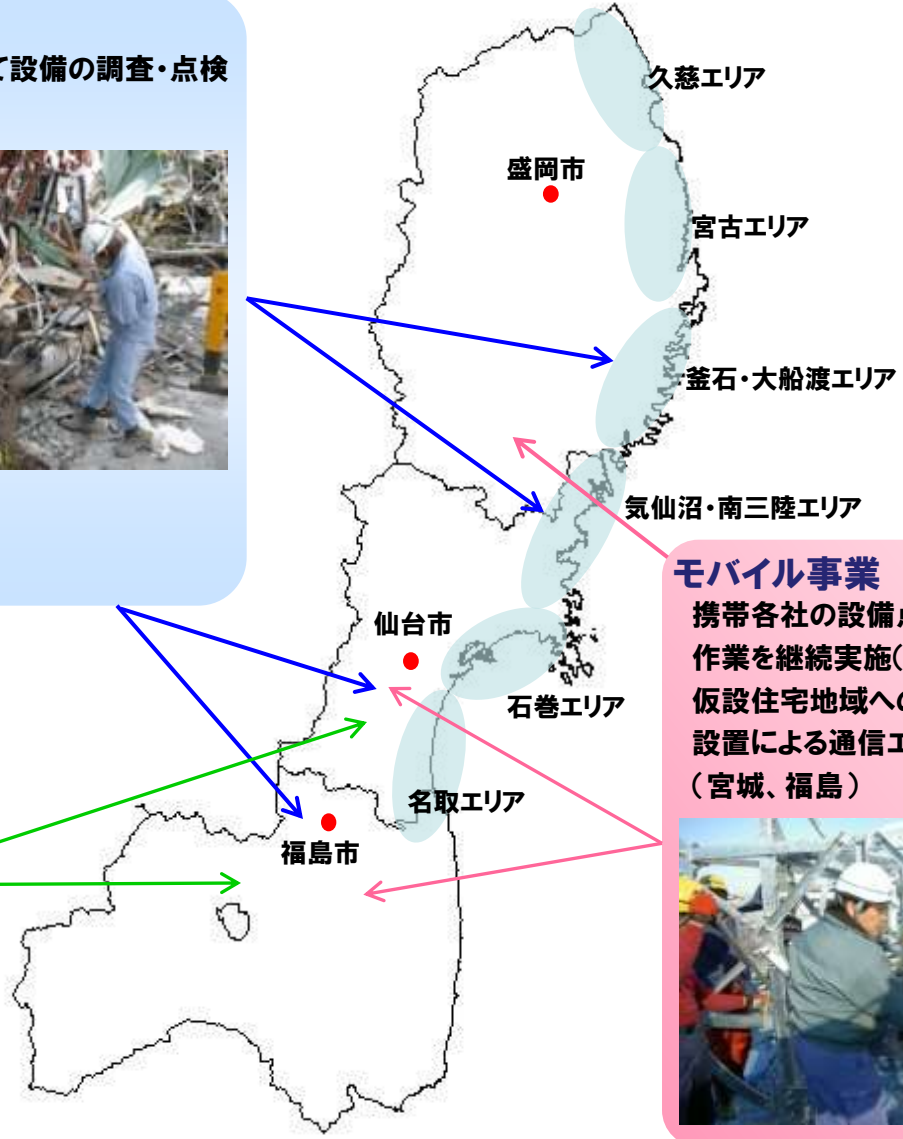 て設備の調査・点検
久慈エリア
盛岡市
宮古エリア
釜石・大船渡エリア
気仙沼・南三陸エリア
モバイル事業
携帯各社の設備点
作業を継続実施(
仮設住宅地域への
設置による通信エ
(宮城、福島)
仙台市
石巻エリア
名取エリア
福島市